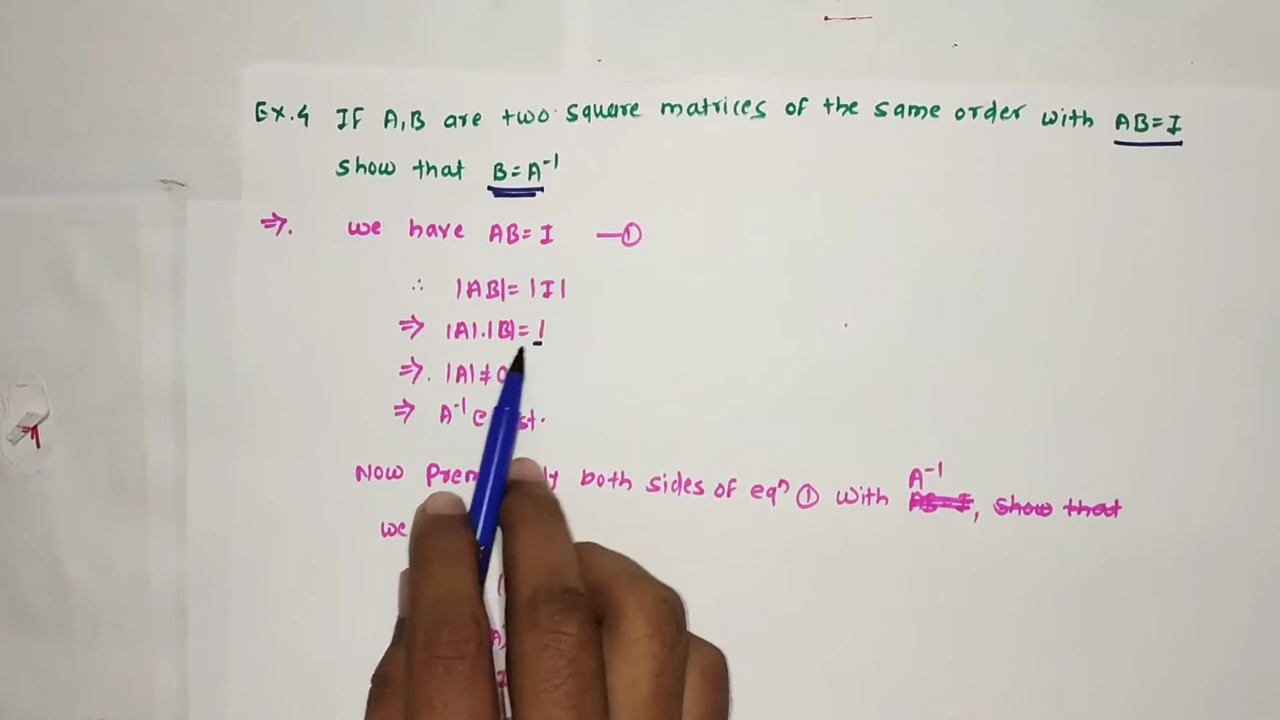 Ex.4 IF A,B are two square matrices of the same order with AB=I
show that B=A⁻¹
⇒. we have AB=I —①
∴ |AB|=|I|
⇒ |A|.|B|=1
⇒. |A|≠0
⇒ A⁻¹
Now both sides of eqⁿ ① with A⁻¹ ~~AB=I~~, ~~show that~~
we